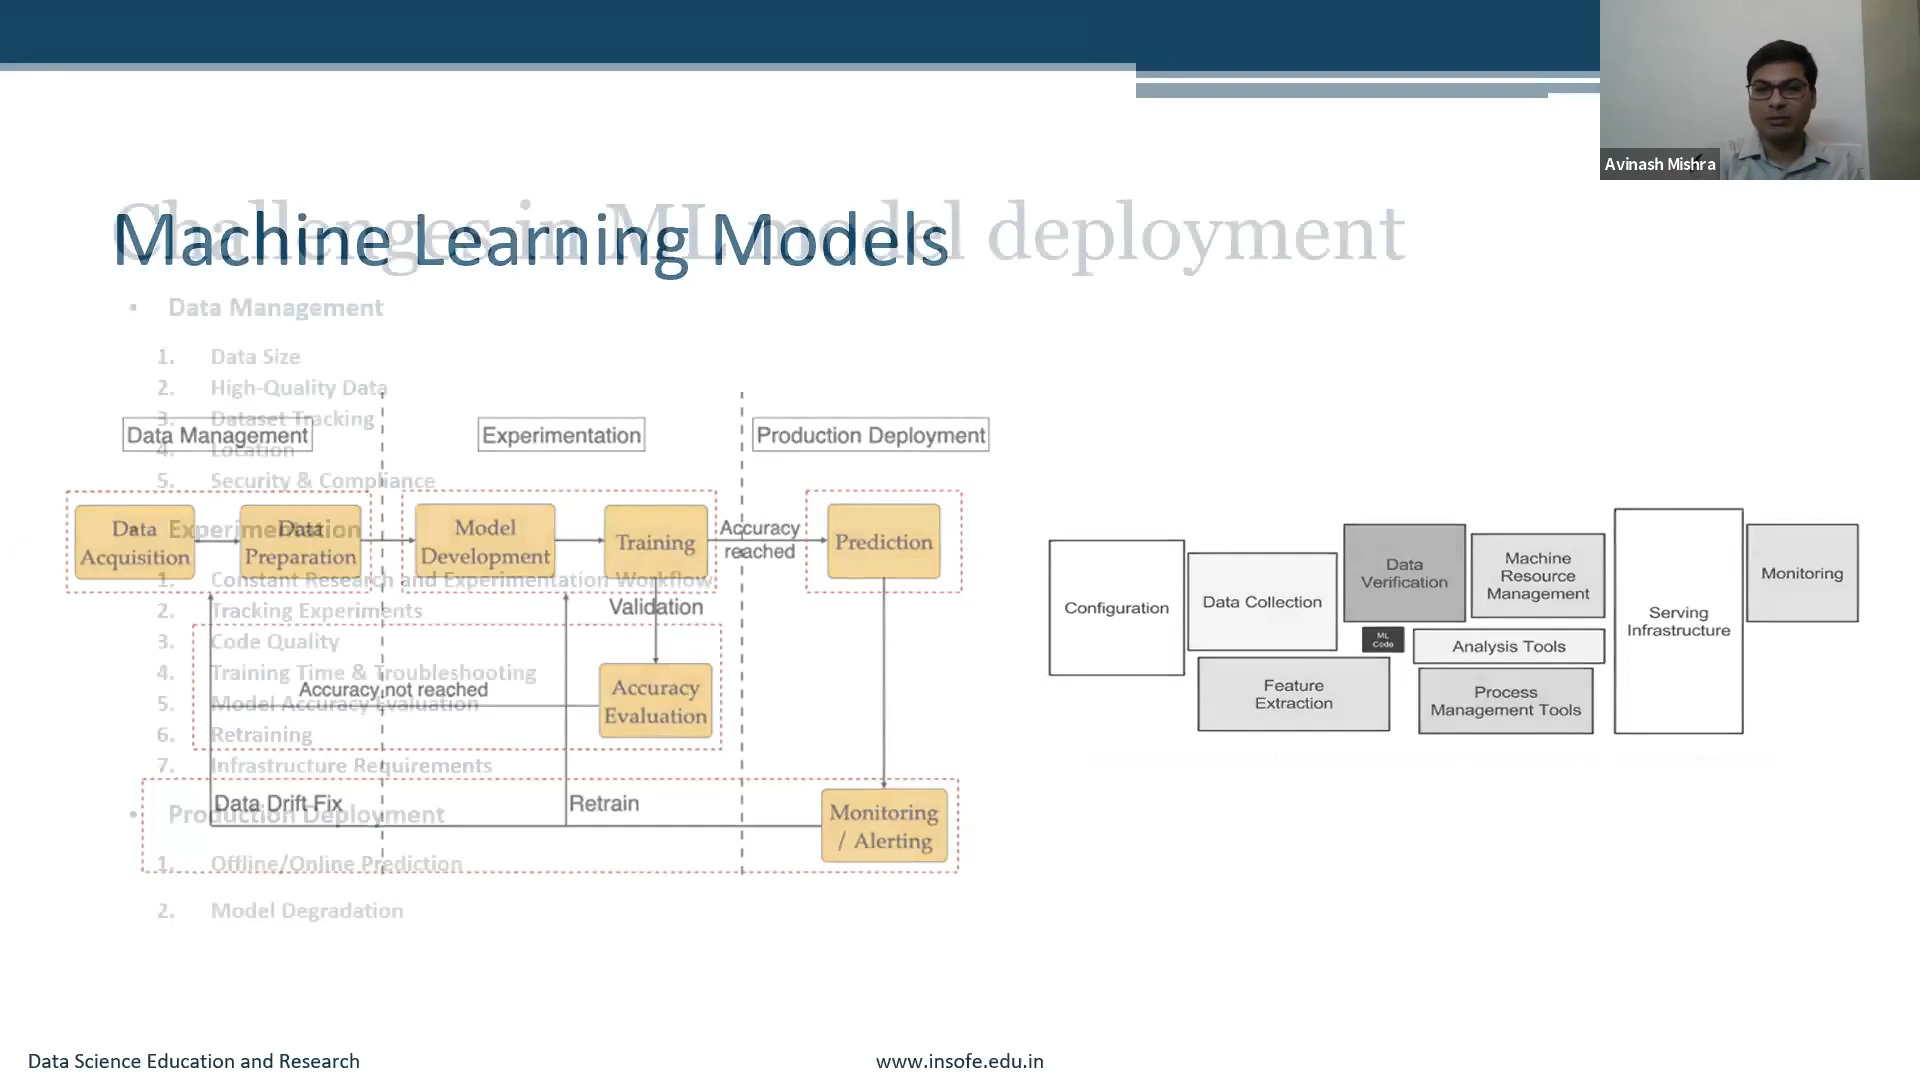 Avinash Mishra
Machine Learning Models
Challenges in ML model deployment
Data Management
1. Data Size
2. High-Quality Data
3. Dataset Tracking
4. Location
5. Security & Compliance
Experimentation
1. Constant Research and Experimentation Workflow
2. Tracking Experiments
3. Code Quality
4. Training Time & Troubleshooting
5. Model Accuracy Evaluation
6. Retraining
7. Infrastructure Requirements
Production Deployment
1. Offline/Online Prediction
2. Model Degradation
Data Management
Experimentation
Production Deployment
Data
Acquisition
Data
Preparation
Model
Development
Training
Accuracy
reached
Prediction
Validation
Accuracy not reached
Accuracy
Evaluation
Data Drift Fix
Retrain
Monitoring
/ Alerting
Configuration
Data Collection
Data
Verification
Machine
Resource
Management
ML
Code
Analysis Tools
Feature
Extraction
Process
Management Tools
Serving
Infrastructure
Monitoring
Data Science Education and Research
www.insofe.edu.in